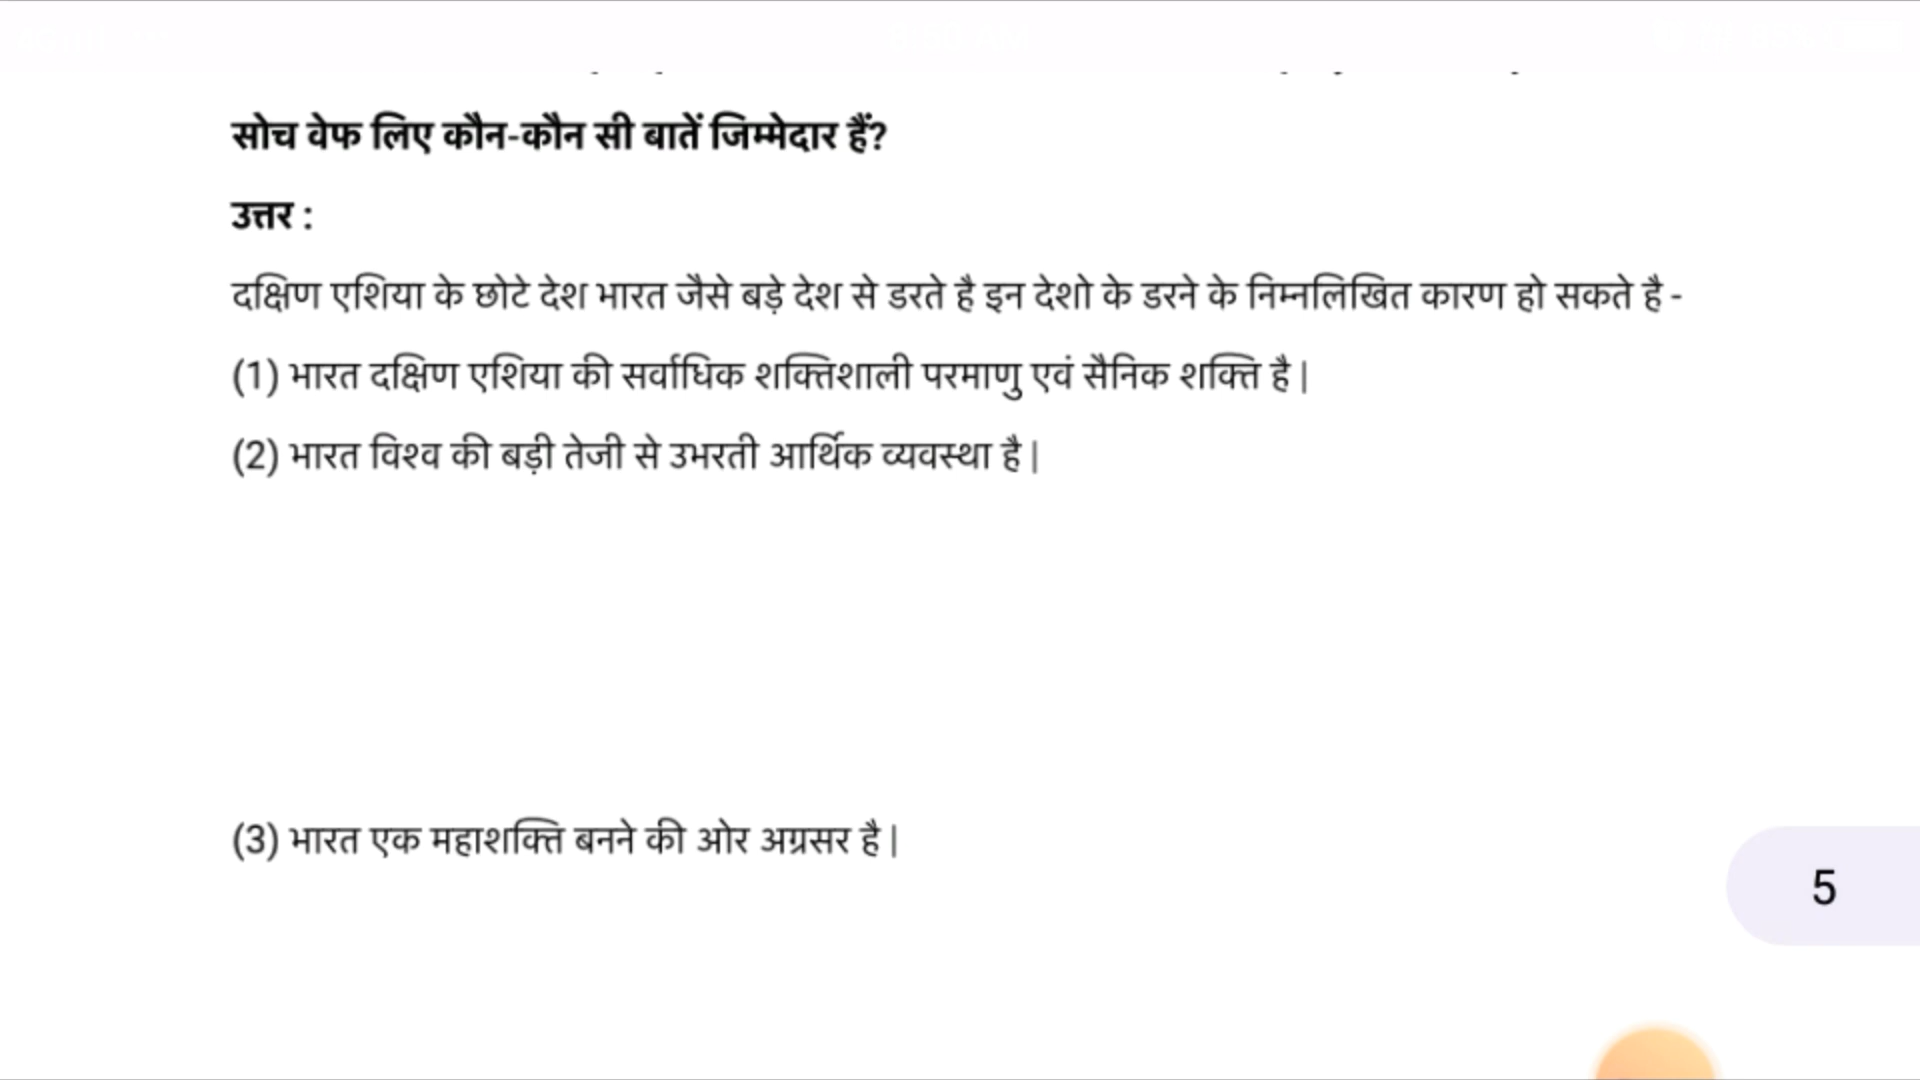 सोच वेफ लिए कौन-कौन सी बातें जिम्मेदार हैं?
उत्तर :
दक्षिण एशिया के छोटे देश भारत जैसे बड़े देश से डरते है इन देशो के डरने के निम्नलिखित कारण हो सकते है -
(1) भारत दक्षिण एशिया की सर्वाधिक शक्तिशाली परमाणु एवं सैनिक शक्ति है |
(2) भारत विश्व की बड़ी तेजी से उभरती आर्थिक व्यवस्था है |
(3) भारत एक महाशक्ति बनने की ओर अग्रसर है |
5